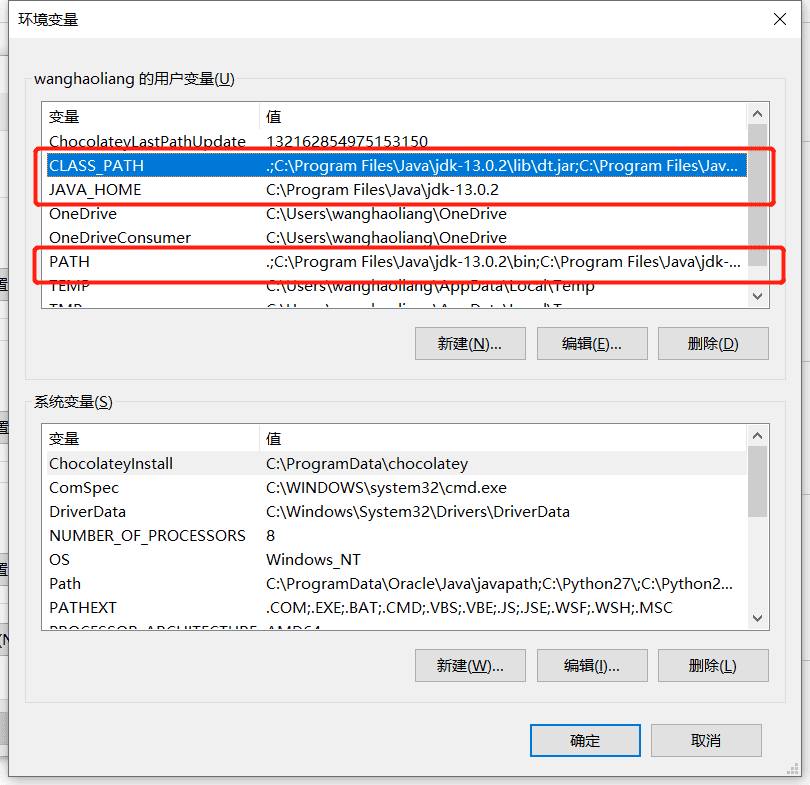 环境变量
wanghaoliang 的用户变量(U)
变量 值
ChocolateyLastPathUpdate 132162854975153150
CLASS_PATH .;C:\Program Files\Java\jdk-13.0.2\lib\dt.jar;C:\Program Files\Jav...
JAVA_HOME C:\Program Files\Java\jdk-13.0.2
OneDrive C:\Users\wanghaoliang\OneDrive
OneDriveConsumer C:\Users\wanghaoliang\OneDrive
PATH .;C:\Program Files\Java\jdk-13.0.2\bin;C:\Program Files\Java\jdk-...
TEMP C:\Users\wanghaoliang\AppData\Local\Temp
新建(N)... 编辑(E)... 删除(D)
系统变量(S)
变量 值
ChocolateyInstall C:\ProgramData\chocolatey
ComSpec C:\WINDOWS\system32\cmd.exe
DriverData C:\Windows\System32\Drivers\DriverData
NUMBER_OF_PROCESSORS 8
OS Windows_NT
Path C:\ProgramData\Oracle\Java\javapath;C:\Python27\;C:\Python2...
PATHEXT .COM;.EXE;.BAT;.CMD;.VBS;.VBE;.JS;.JSE;.WSF;.WSH;.MSC
PROCESSOR_ARCHITECTURE AMD64
新建(W)... 编辑(I)... 删除(L)
确定 取消